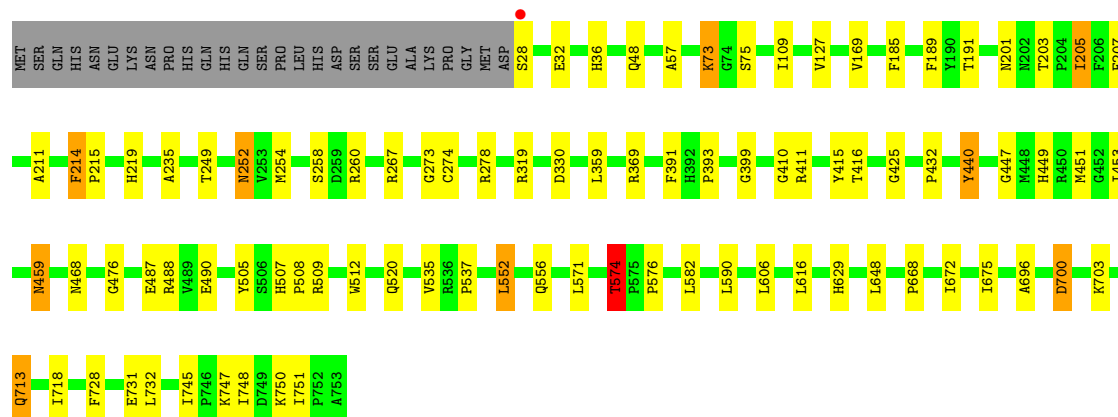 MET SER GLN HIS ASN GLU LYS ASN PRO HIS GLN HIS GLN SER PRO LEU HIS ASP SER SER GLU ALA LYS PRO GLY MET ASP S28 E32 H36 Q48 A57 K73 G74 S75 I109 V127 V169 F185 F189 Y190 T191 N201 N202 T203 P204 I205 F206
A211 F214 P215 H219 A235 T249 N252 V253 M254 S258 D259 R260 R267 G273 C274 R278 R319 D330 L359 R369 F391 H392 P393 G399 G410 R411 Y415 T416 G425 P432 Y440 G447 M448 H449 R450 M451 G452
N459 N468 G476 E487 R488 V489 E490 Y505 S506 H507 P508 R509 W512 Q520 V535 R536 P537 L552 Q556 L571 T574 P575 P576 L582 L590 L606 L616 H629 L648 P668 I672 I675 A696 D700 K703
Q713 I718 F728 E731 L732 I745 P746 K747 I748 D749 K750 I751 P752 A753